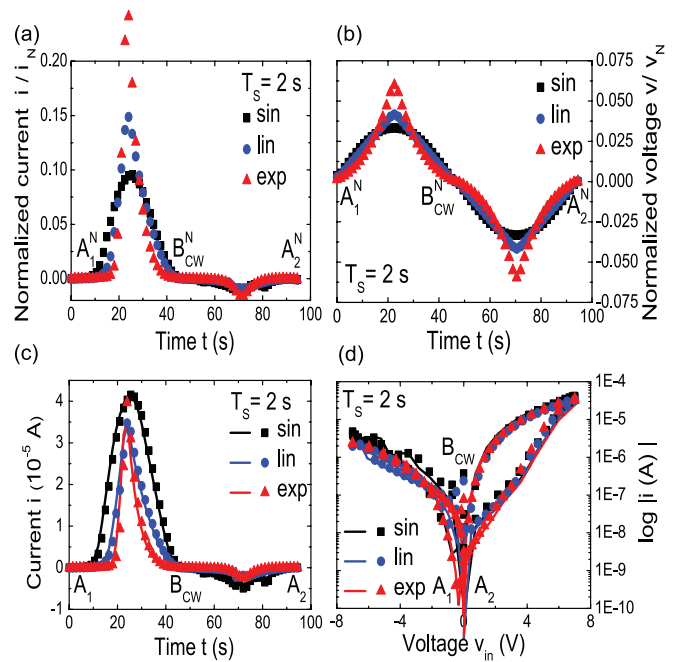 (a)
Normalized current i / i_N
0.20
0.15
0.10
0.05
0.00
T_S = 2 s
sin
lin
exp
A_1^N
B_CW^N
A_2^N
0 20 40 60 80 100
Time t (s)
(b)
0.075
0.050
0.025
0.000
-0.025
-0.050
-0.075
Normalized voltage v/ v_N
sin
lin
exp
A_1^N
B_CW^N
A_2^N
T_S = 2 s
0 20 40 60 80 100
Time t (s)
(c)
Current i (10^-5 A)
4
3
2
1
0
-1
T_S = 2 s
sin
lin
exp
A_1
B_CW
A_2
0 20 40 60 80 100
Time t (s)
(d)
T_S = 2 s
1E-4
1E-5
1E-6
1E-7
1E-8
1E-9
1E-10
log |i (A) |
B_CW
sin
lin
exp
A_1
A_2
-8 -4 0 4 8
Voltage v_in (V)